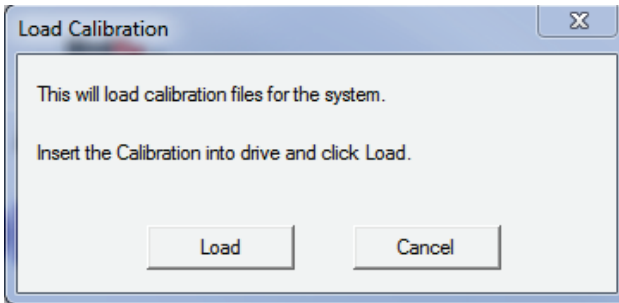 Load Calibration
This will load calibration files for the system.
Insert the Calibration into drive and click Load.
Load
Cancel